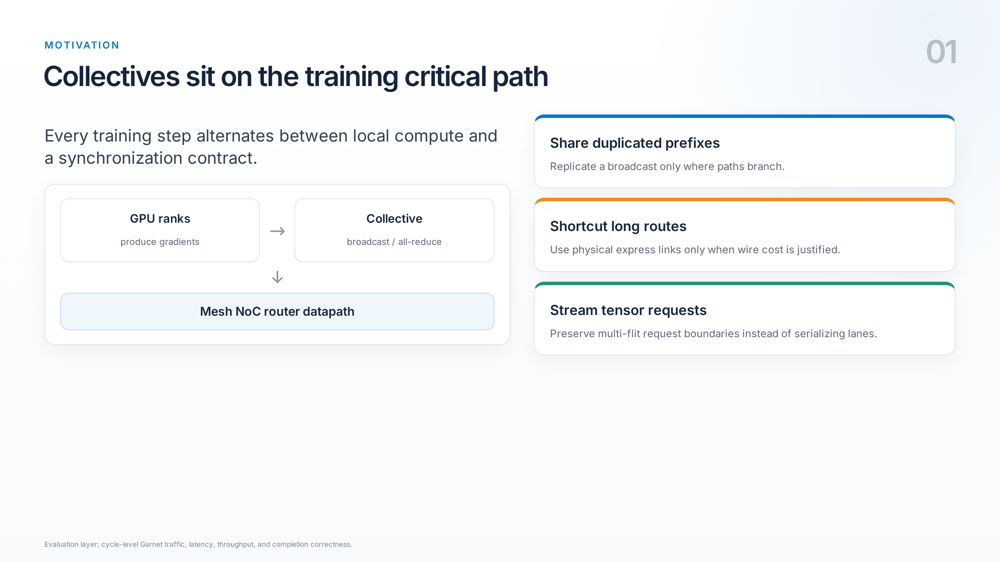 MOTIVATION
01
Collectives sit on the training critical path
Every training step alternates between local compute and
a synchronization contract.
GPU ranks
produce gradients
→
Collective
broadcast / all-reduce
↓
Mesh NoC router datapath
Share duplicated prefixes
Replicate a broadcast only where paths branch.
Shortcut long routes
Use physical express links only when wire cost is justified.
Stream tensor requests
Preserve multi-flit request boundaries instead of serializing lanes.
Evaluation layer: cycle-level Garnet traffic, latency, throughput, and completion correctness.